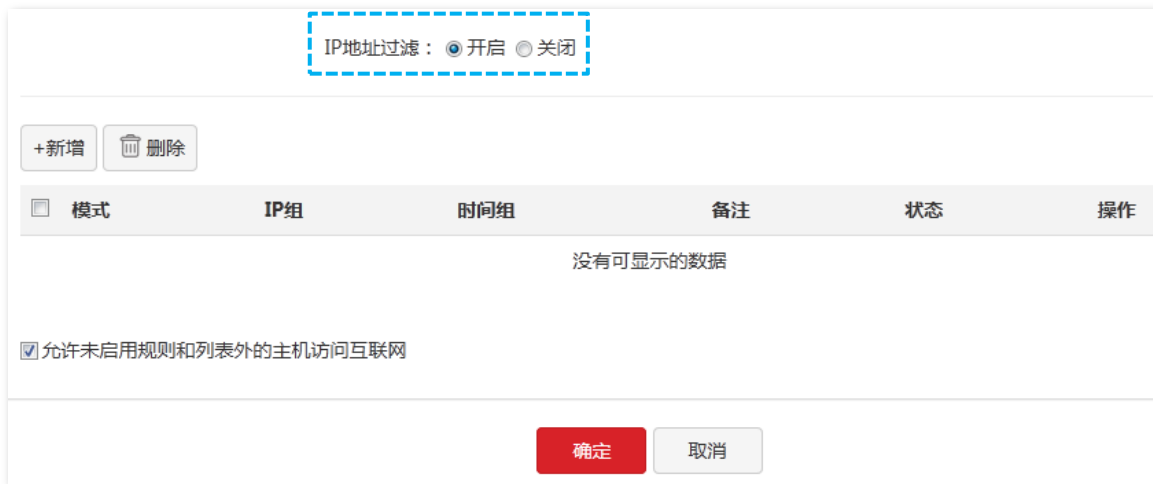 IP地址过滤： 开启 关闭
+新增 删除
模式 IP组 时间组 备注 状态 操作
没有可显示的数据
允许未启用规则和列表外的主机访问互联网
确定 取消